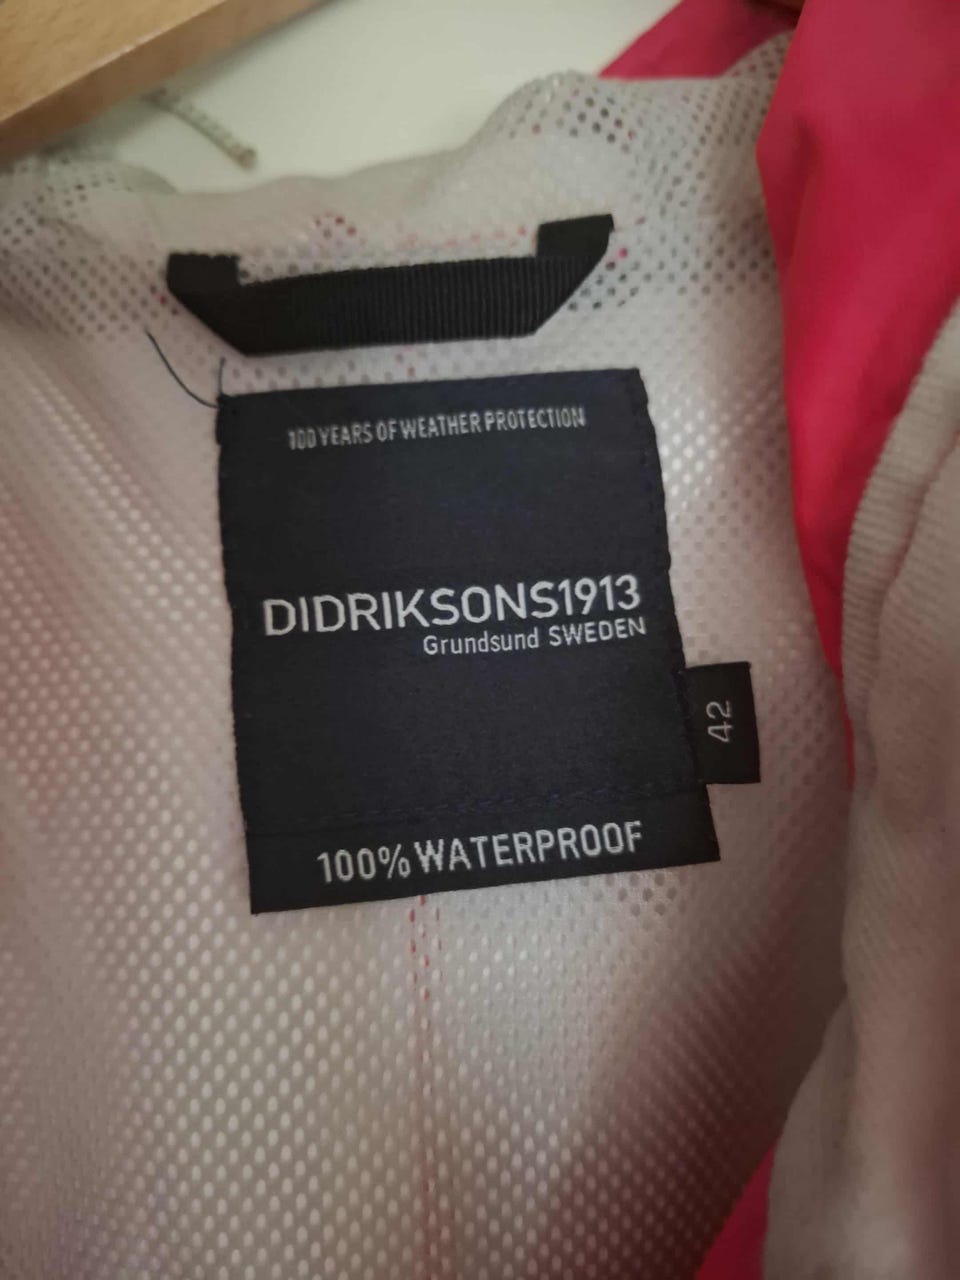 100 YEARS OF WEATHER PROTECTION
DIDRIKSONS1913
Grundsund SWEDEN
42
100% WATERPROOF